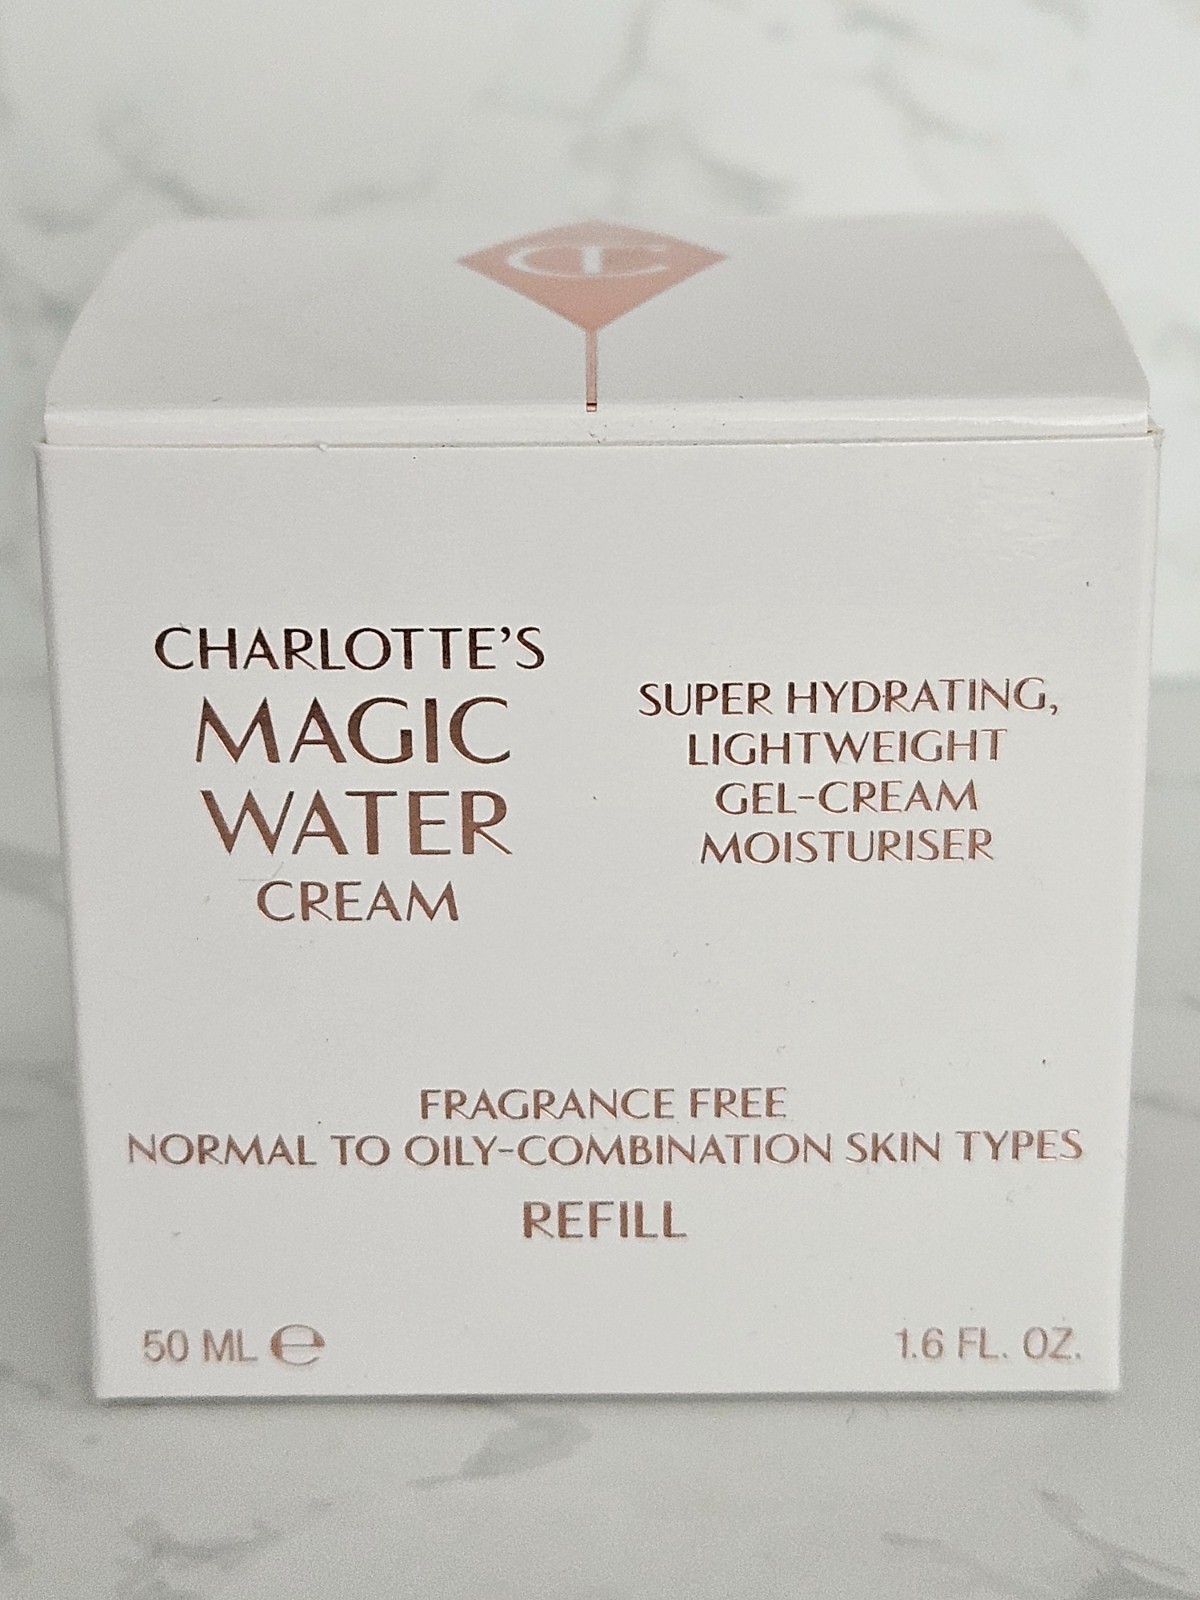 CHARLOTTE'S
MAGIC
WATER
CREAM
SUPER HYDRATING,
LIGHTWEIGHT
GEL-CREAM
MOISTURISER
FRAGRANCE FREE
NORMAL TO OILY-COMBINATION SKIN TYPES
REFILL
50 ML ℮
1.6 FL. OZ.